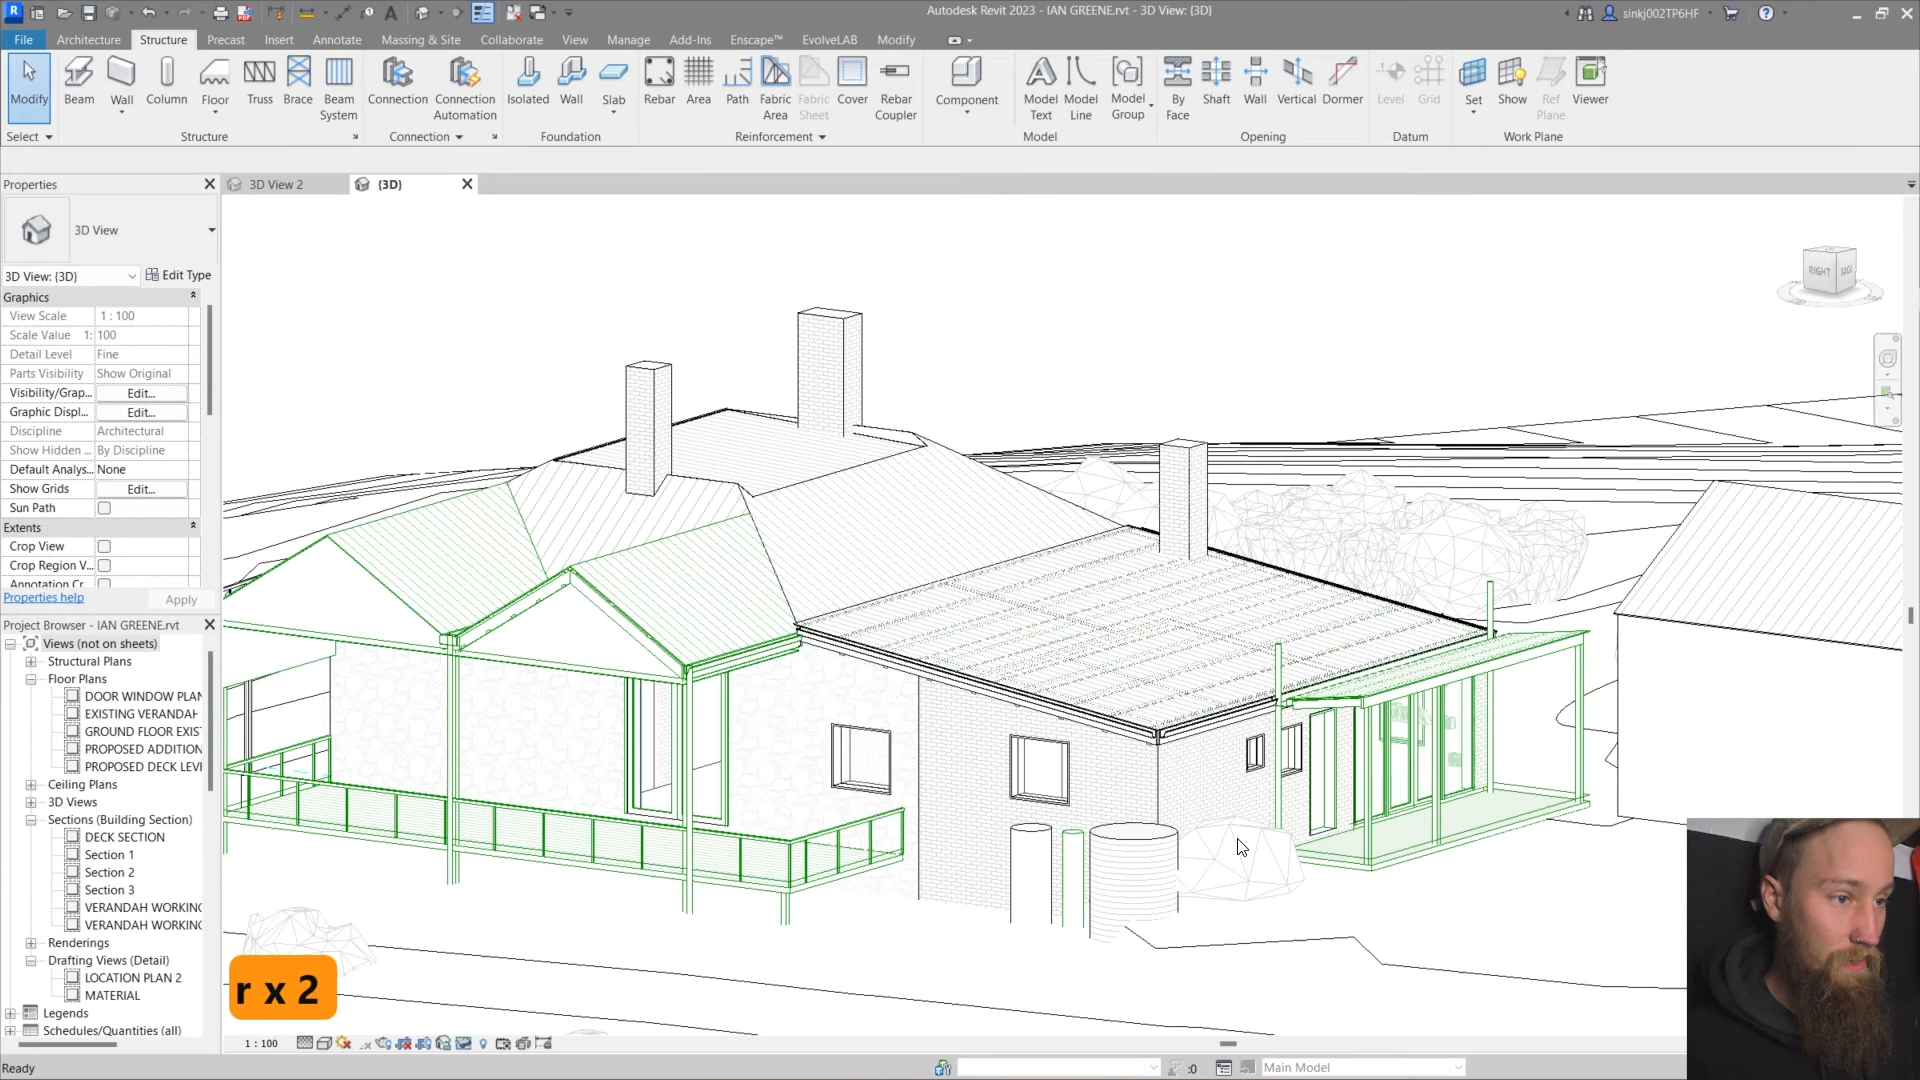 Autodesk Revit 2023 - IAN GREENE.rvt - 3D View: {3D}
sinkj002TP6HF
File Architecture Structure Precast Insert Annotate Massing & Site Collaborate View Manage Add-Ins Enscape™ EvolveLAB Modify
Modify
Beam
Wall
Column
Floor
Truss
Brace
Beam
System
Connection
Connection
Automation
Isolated
Wall
Slab
Rebar
Area
Path
Fabric
Area
Fabric
Sheet
Cover
Rebar
Coupler
Component
Model
Text
Model
Line
Model
Group
By
Face
Shaft
Wall
Vertical
Dormer
Level
Grid
Set
Show
Ref
Plane
Viewer
Select
Structure
Connection
Foundation
Reinforcement
Model
Opening
Datum
Work Plane
Properties
3D View 2
{3D}
3D View
3D View: {3D}
Edit Type
Graphics
View Scale 1 : 100
Scale Value 1: 100
Detail Level Fine
Parts Visibility Show Original
Visibility/Grap... Edit...
Graphic Displ... Edit...
Discipline Architectural
Show Hidden ... By Discipline
Default Analys... None
Show Grids Edit...
Sun Path
Extents
Crop View
Crop Region V...
Annotation Cr
Properties help
Apply
Project Browser - IAN GREENE.rvt
Views (not on sheets)
Structural Plans
Floor Plans
DOOR WINDOW PLAN
EXISTING VERANDAH
GROUND FLOOR EXIS
PROPOSED ADDITION
PROPOSED DECK LEVE
Ceiling Plans
3D Views
Sections (Building Section)
DECK SECTION
Section 1
Section 2
Section 3
VERANDAH WORKING
VERANDAH WORKING
Renderings
Drafting Views (Detail)
LOCATION PLAN 2
MATERIAL
Legends
Schedules/Quantities (all)
RIGHT
r x 2
1 : 100
Ready
:0
Main Model